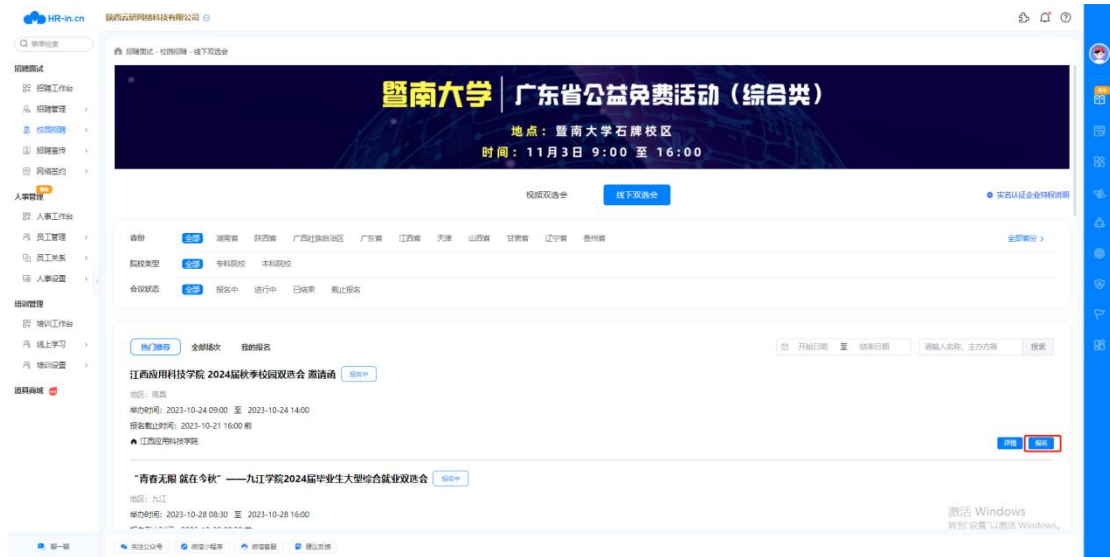 HR-in.cn
陕西云研网络科技有限公司
菜单检索
招聘面试
招聘工作台
招聘管理
校园招聘
招聘宣传
网络签约
人事管理
人事工作台
员工管理
员工关系
人事设置
培训管理
培训工作台
线上学习
培训设置
道具商城
聊一聊
招聘面试 - 校园招聘 - 线下双选会
暨南大学 | 广东省公益免费活动（综合类）
地点：暨南大学石牌校区
时间：11月3日 9:00 至 16:00
视频双选会 线下双选会 实名认证企业特权说明
省份 全部 湖南省 陕西省 广西壮族自治区 广东省 江西省 天津 山西省 甘肃省 辽宁省 贵州省 全部省份 >
院校类型 全部 专科院校 本科院校
会议状态 全部 报名中 进行中 已结束 截止报名
热门推荐 全部场次 我的报名 开始日期 至 结束日期 请输入名称、主办方等 搜索
江西应用科技学院 2024届秋季校园双选会 邀请函 报名中
地区：南昌
举办时间：2023-10-24 09:00 至 2023-10-24 14:00
报名截止时间：2023-10-21 16:00 前
江西应用科技学院 详情 报名
“青春无限 就在今秋”——九江学院2024届毕业生大型综合就业双选会 报名中
地区：九江
举办时间：2023-10-28 08:30 至 2023-10-28 16:00
激活 Windows
转到“设置”以激活 Windows。
关注公众号 微信小程序 微信客服 建议反馈